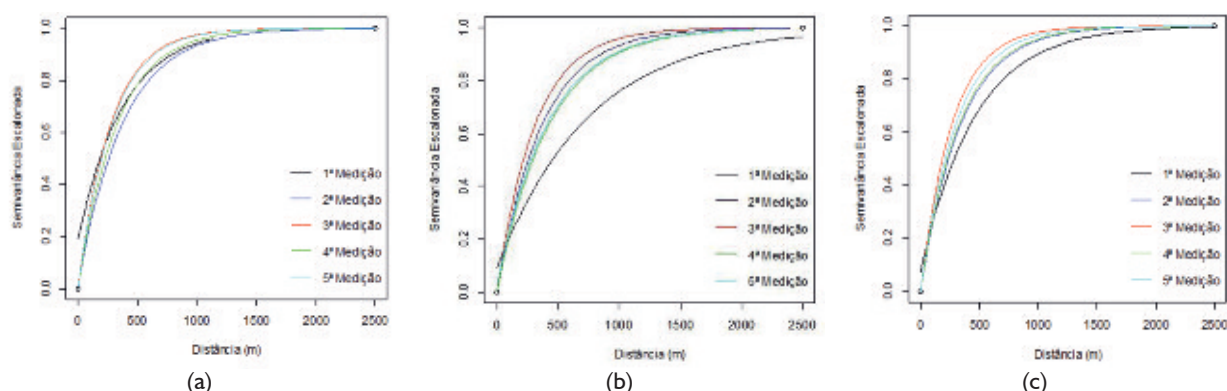 Semivariância Escalonada
1.0
0.8
0.6
0.4
0.2
0.0
1ª Medição
2ª Medição
3ª Medição
4ª Medição
5ª Medição
0 500 1000 1500 2000 2500
Distância (m)
(a)
Semivariância Escalonada
1.0
0.8
0.6
0.4
0.2
0.0
1ª Medição
2ª Medição
3ª Medição
4ª Medição
6ª Medição
0 500 1000 1500 2000 2500
Distância (m)
(b)
Semivariância Escalonada
1.0
0.8
0.6
0.4
0.2
0.0
1ª Medição
2ª Medição
3ª Medição
4ª Medição
5ª Medição
0 500 1000 1500 2000 2500
Distância (m)
(c)